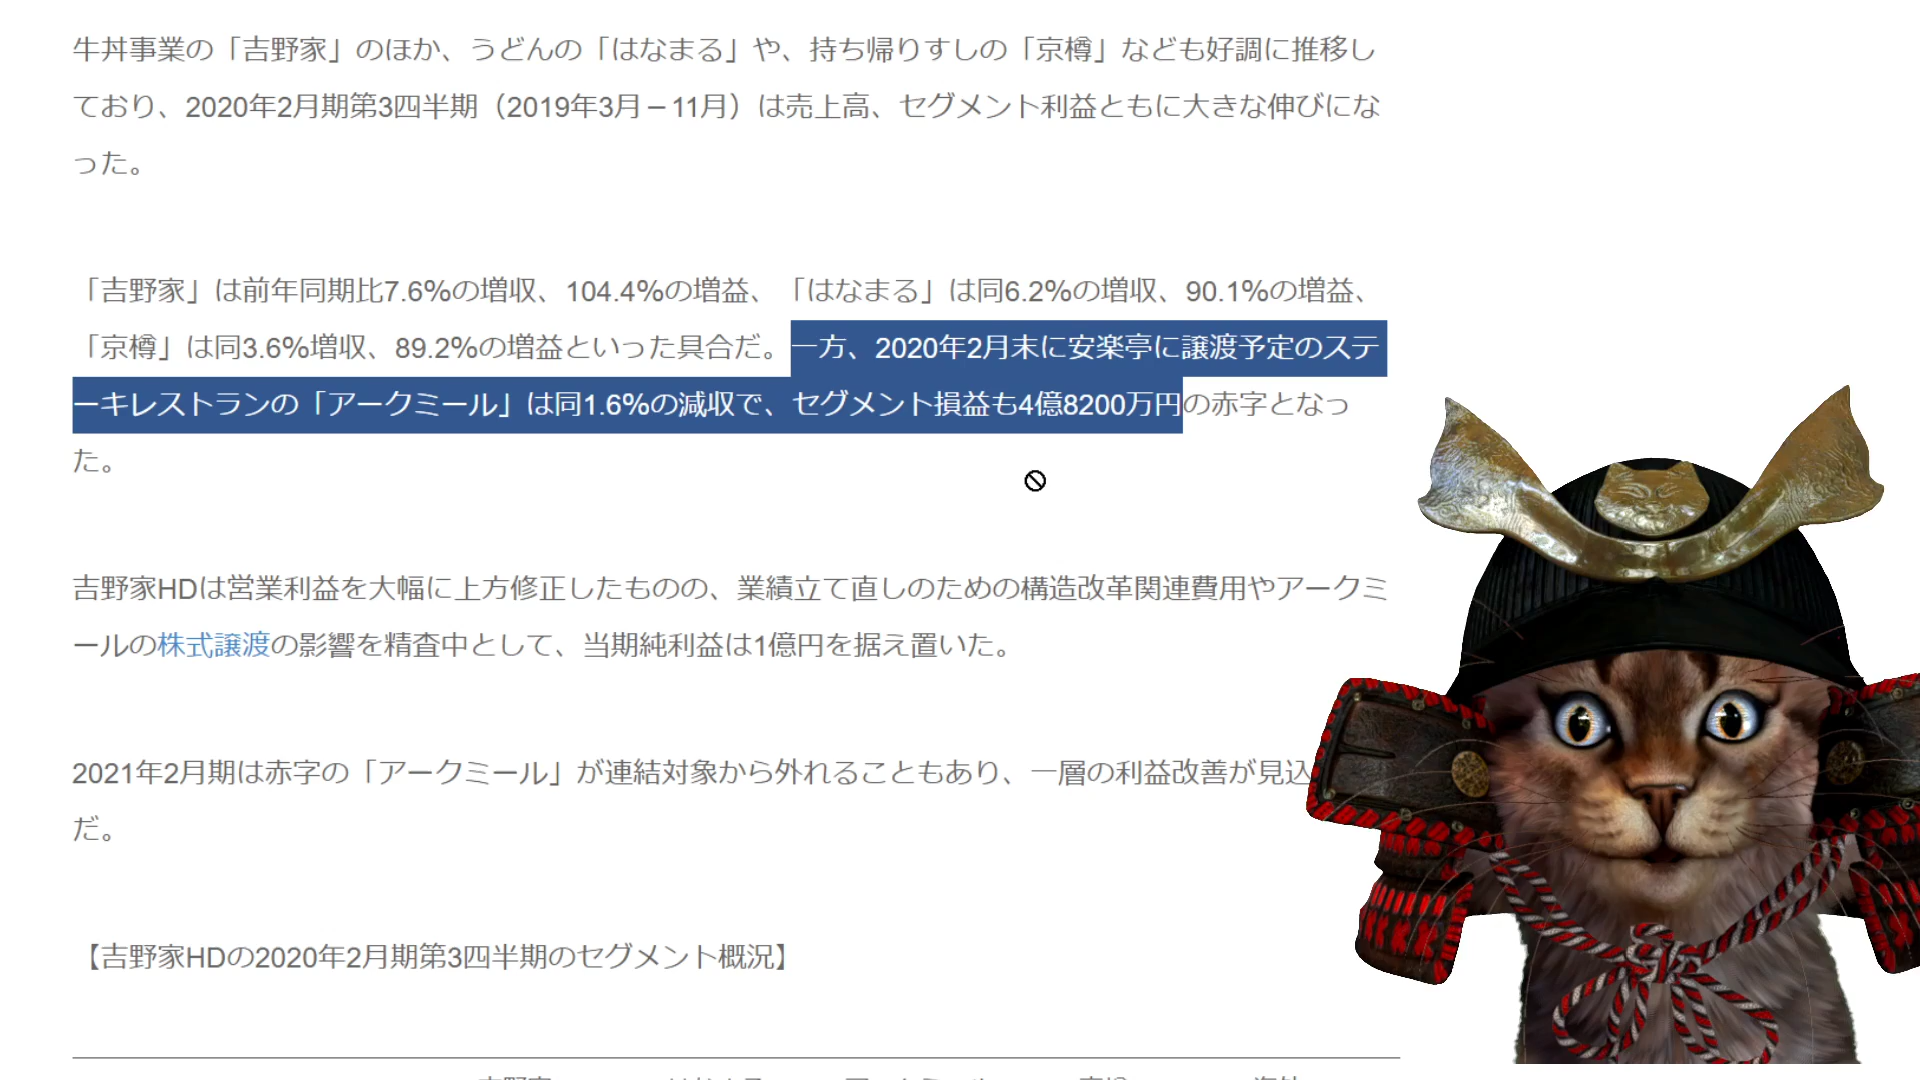 牛丼事業の「吉野家」のほか、うどんの「はなまる」や、持ち帰りすしの「京樽」なども好調に推移し
ており、2020年2月期第3四半期（2019年3月－11月）は売上高、セグメント利益ともに大きな伸びにな
った。
「吉野家」は前年同期比7.6%の増収、104.4%の増益、「はなまる」は同6.2%の増収、90.1%の増益、
「京樽」は同3.6%増収、89.2%の増益といった具合だ。一方、2020年2月末に安楽亭に譲渡予定のステ
ーキレストランの「アークミール」は同1.6%の減収で、セグメント損益も4億8200万円の赤字となっ
た。
吉野家HDは営業利益を大幅に上方修正したものの、業績立て直しのための構造改革関連費用やアークミ
ールの株式譲渡の影響を精査中として、当期純利益は1億円を据え置いた。
2021年2月期は赤字の「アークミール」が連結対象から外れることもあり、一層の利益改善が見込
だ。
【吉野家HDの2020年2月期第3四半期のセグメント概況】